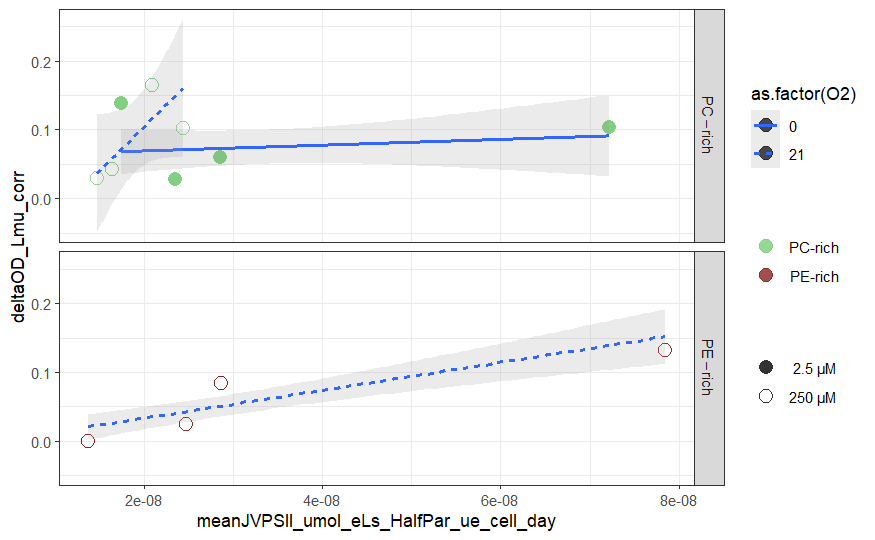 0.2
0.1
0.0
PC−rich
0.2
0.1
0.0
PE−rich
2e-08
4e-08
6e-08
8e-08
deltaOD_Lmu_corr
meanJVPSII_umol_eLs_HalfPar_ue_cell_day
as.factor(O2)
0
21
PC-rich
PE-rich
2.5 µM
250 µM